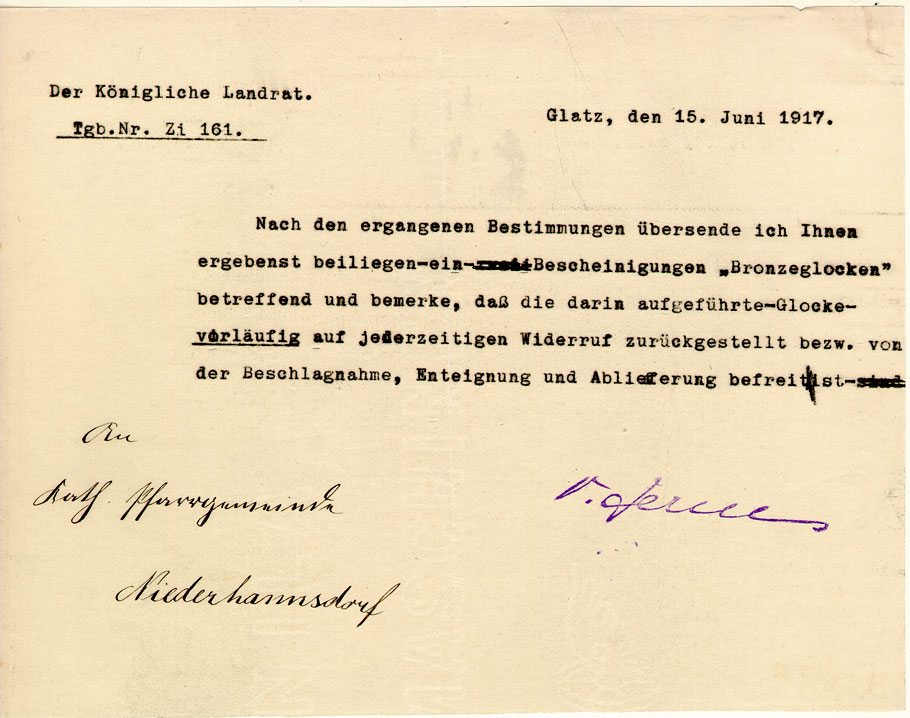 Der Königliche Landrat.
Tgb.Nr. Zi 161.
Glatz, den 15. Juni 1917.
Nach den ergangenen Bestimmungen übersende ich Ihnen
ergebenst beiliegen-ein-zwei Bescheinigungen „Bronzeglocken"
betreffend und bemerke, daß die darin aufgeführte-Glocke-
vorläufig auf jederzeitigen Widerruf zurückgestellt bezw. von
der Beschlagnahme, Enteignung und Ablieferung befreit ist-sind
An
Kath. Pfarrgemeinde
Niederhannsdorf